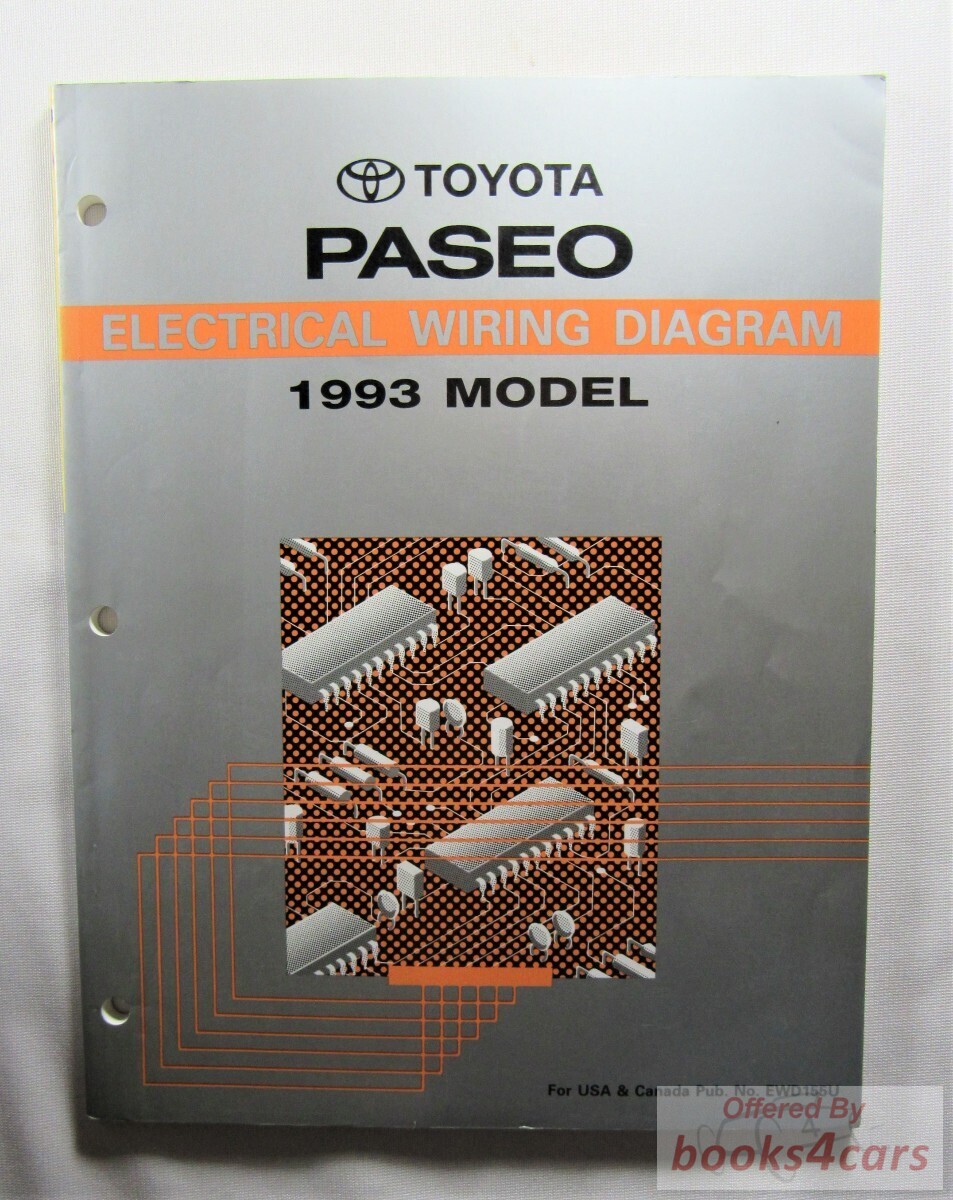 TOYOTA
PASEO
ELECTRICAL WIRING DIAGRAM
1993 MODEL
For USA & Canada Pub. No. EWD155U
Offered By
books4cars